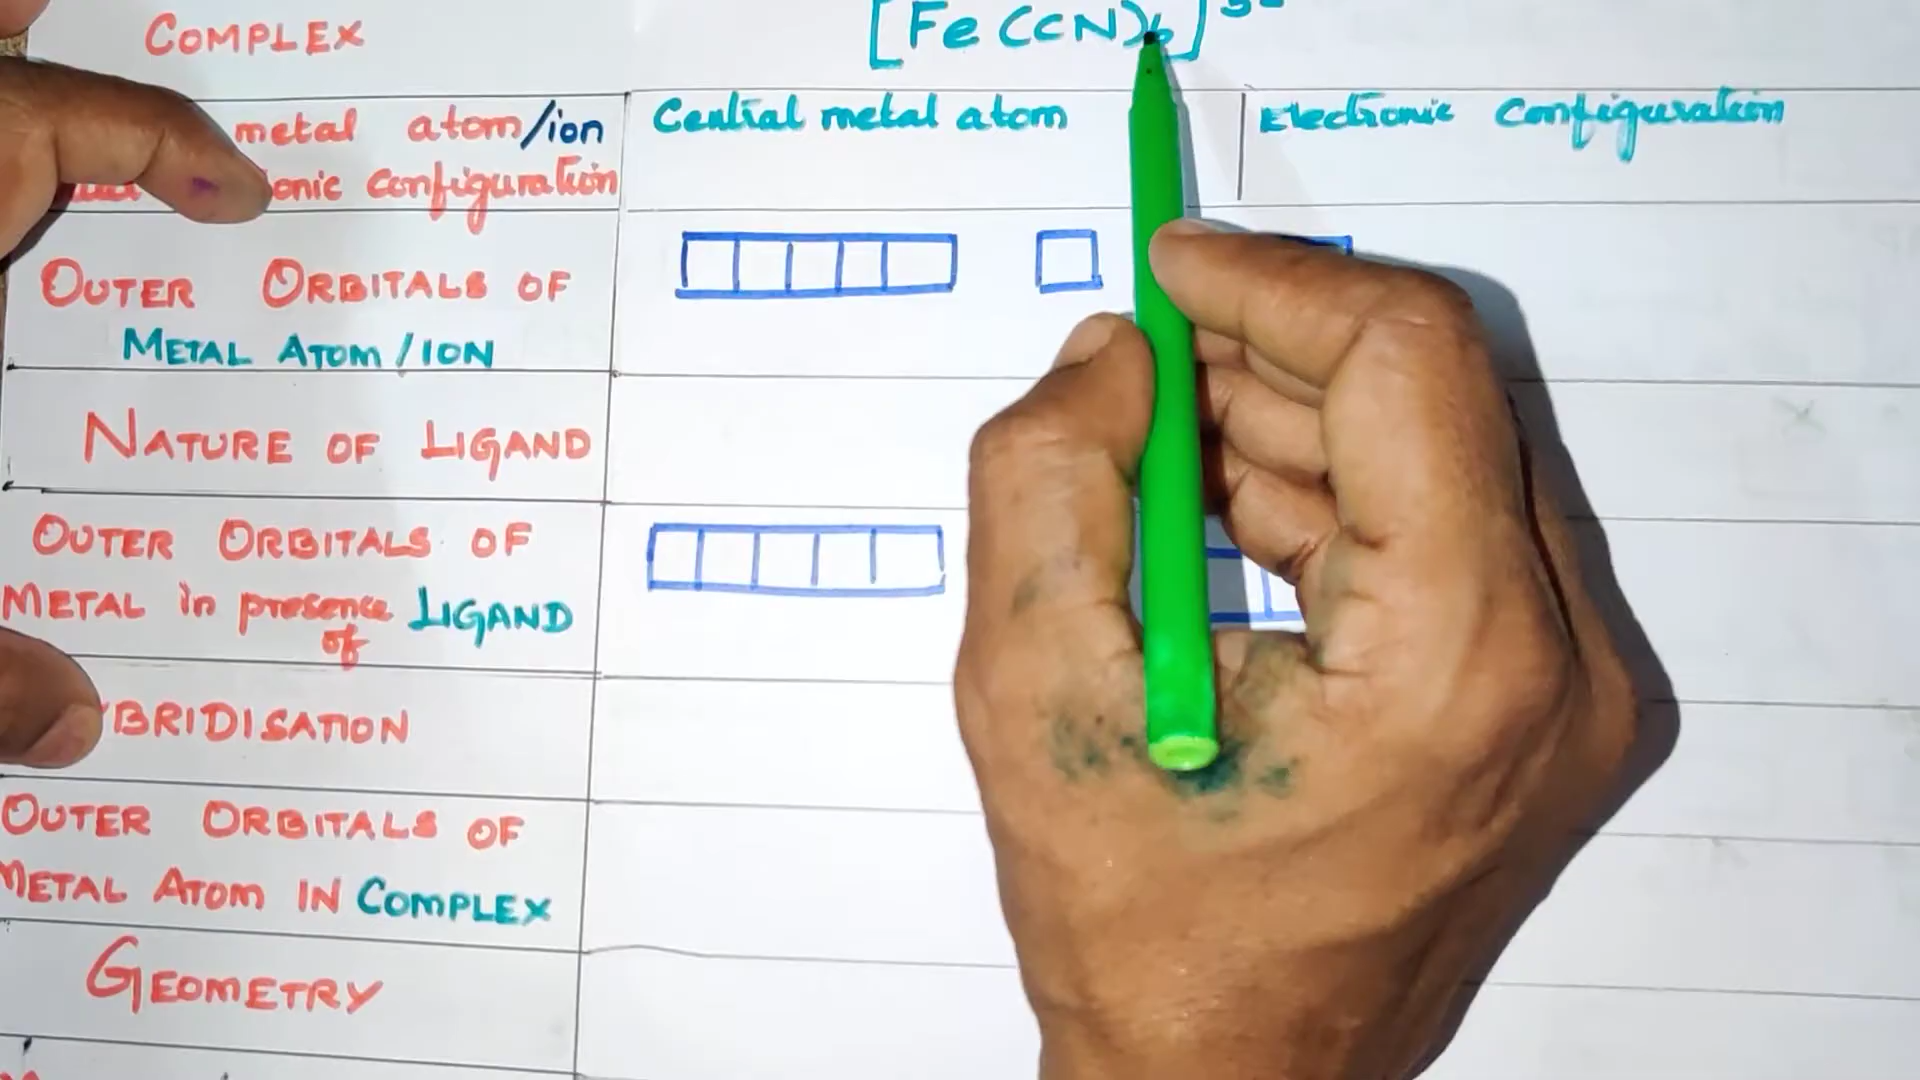 COMPLEX
[Fe(CN)6]
metal atom/ion
onic configuration
Central metal atom
Electronic Configuration
OUTER ORBITALS OF
METAL ATOM/ION
NATURE OF LIGAND
OUTER ORBITALS OF
METAL in presence of LIGAND
BRIDISATION
OUTER ORBITALS OF
METAL ATOM IN COMPLEX
GEOMETRY